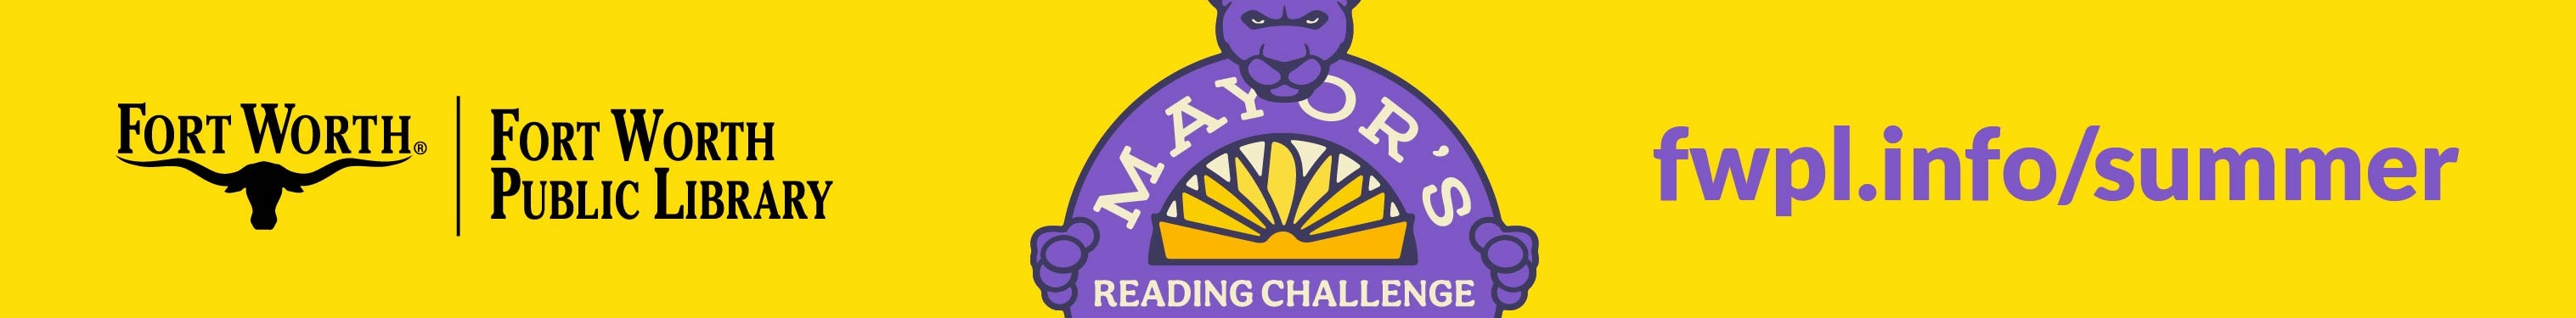 FORT WORTH®
FORT WORTH
PUBLIC LIBRARY
MAYOR'S
READING CHALLENGE
fwpl.info/summer